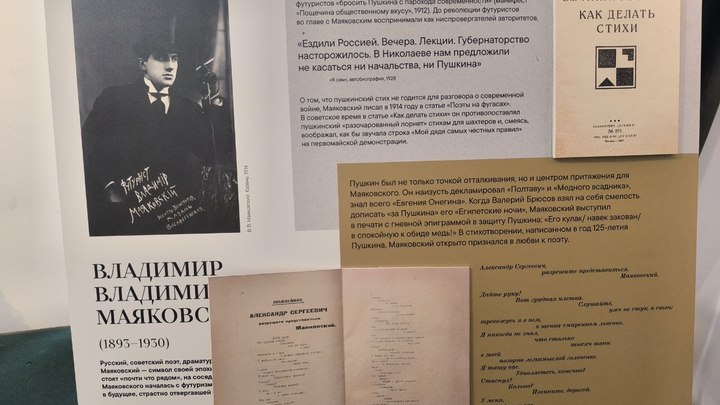 футуристов «бросить Пушкина с парохода современности» (манифест
«Пощечина общественному вкусу», 1912). До революции футуристов
во главе с Маяковским воспринимали как ниспровергателей авторитетов.
«Ездили Россией. Вечера. Лекции. Губернаторство
насторожилось. В Николаеве нам предложили
не касаться ни начальства, ни Пушкина»
«Я сам», автобиография, 1928
О том, что пушкинский стих не годится для разговора о современной
войне, Маяковский писал в 1914 году в статье «Поэты на фугасах».
В советское время в статье «Как делать стихи» он противопоставлял
пушкинский «разочарованный лорнет» стихам для шахтеров и, смеясь,
воображал, как бы звучала строка «Мой дядя самых честных правил»
на первомайской демонстрации.
КАК ДЕЛАТЬ
СТИХИ
№ 273
ФУТУРИСТ
ВЛАДИМИР
МАЯКОВСКИЙ
КАЗАНЬ
В. В. Маяковский. Казань, 1914
Пушкин был не только точкой отталкивания, но и центром притяжения для
Маяковского. Он наизусть декламировал «Полтаву» и «Медного всадника»,
знал всего «Евгения Онегина». Когда Валерий Брюсов взял на себя смелость
дописать «за Пушкина» его «Египетские ночи», Маяковский выступил
в печати с гневной эпиграммой в защиту Пушкина: «Его кулак/ навек закован/
в спокойную к обиде медь!» В стихотворении, написанном в год 125-летия
Пушкина, Маяковский открыто признался в любви к поэту.
ВЛАДИМИР
ВЛАДИМИ
МАЯКОВС
(1893–1930)
Русский, советский поэт, драматур
Маяковский — символ своей эпохи
стоят «почти что рядом», на сосед
Маяковского началась с футуризм
в будущее, страстно отвергавшей
ЮБИЛЕЙНОЕ
АЛЕКСАНДР СЕРГЕЕВИЧ
разрешите представиться
Маяковский.
Александр Сергеевич,
разрешите представиться.
Маяковский.
Дайте руку!
Вот грудная клетка.
Слушайте,
уже не стук, а стон;
тревожусь я о нем,
в щенка смиренном львенке.
Я никогда не знал,
что столько
тысяч тонн
в моей
позорно легкомыслой головенке.
Я тащу вас.
Удивляетесь, конечно?
Стиснул?
Больно?
Извините, дорогой.
У меня,